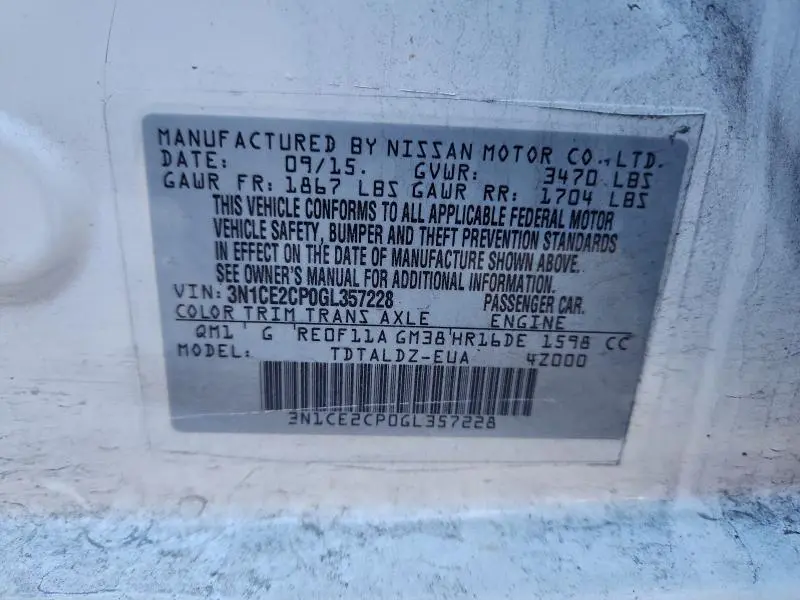 MANUFACTURED BY NISSAN MOTOR CO., LTD.
DATE: 09/15. GVWR: 3470 LBS
GAWR FR: 1867 LBS GAWR RR: 1704 LBS
THIS VEHICLE CONFORMS TO ALL APPLICABLE FEDERAL MOTOR
VEHICLE SAFETY, BUMPER AND THEFT PREVENTION STANDARDS
IN EFFECT ON THE DATE OF MANUFACTURE SHOWN ABOVE.
SEE OWNER'S MANUAL FOR ADDITIONAL INFORMATION.
VIN: 3N1CE2CP0GL357228 PASSENGER CAR.
COLOR TRIM TRANS AXLE ENGINE
QM1 G RE0F11A GM38 HR16DE 1598 CC
MODEL: TDTALDZ-EUA 4Z000
3N1CE2CP0GL357228